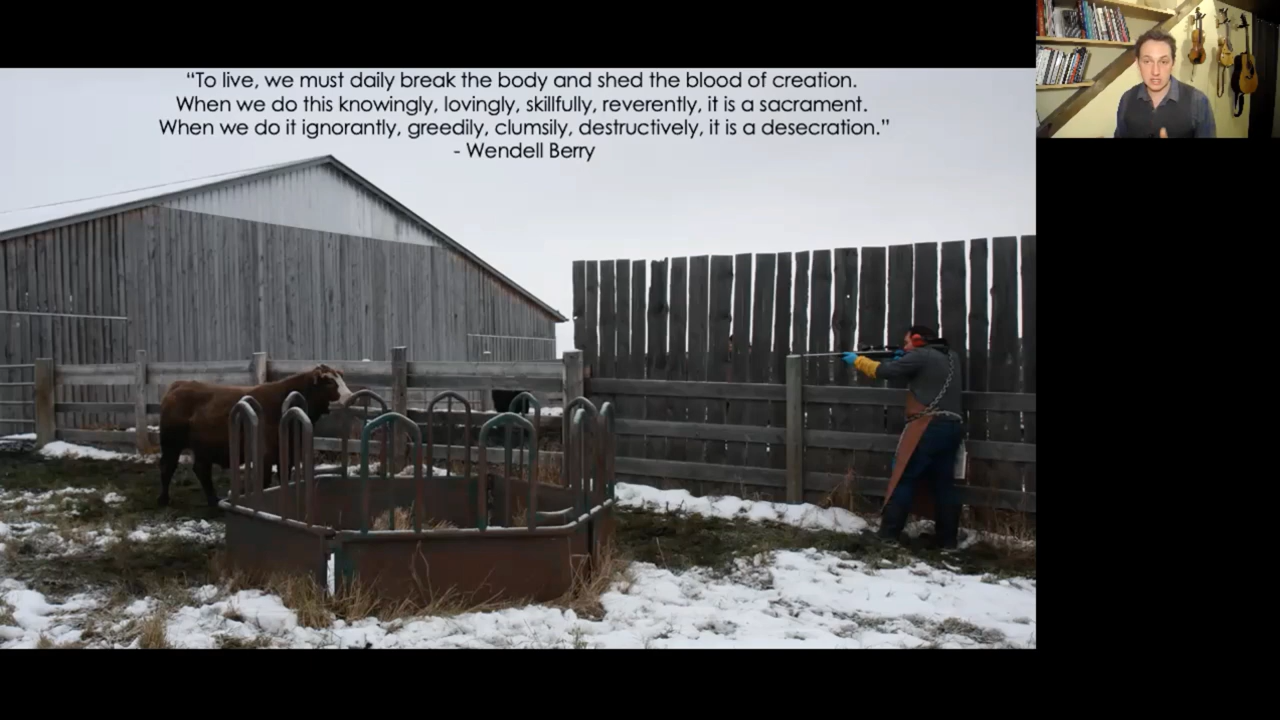 “To live, we must daily break the body and shed the blood of creation.
When we do this knowingly, lovingly, skillfully, reverently, it is a sacrament.
When we do it ignorantly, greedily, clumsily, destructively, it is a desecration.”
- Wendell Berry